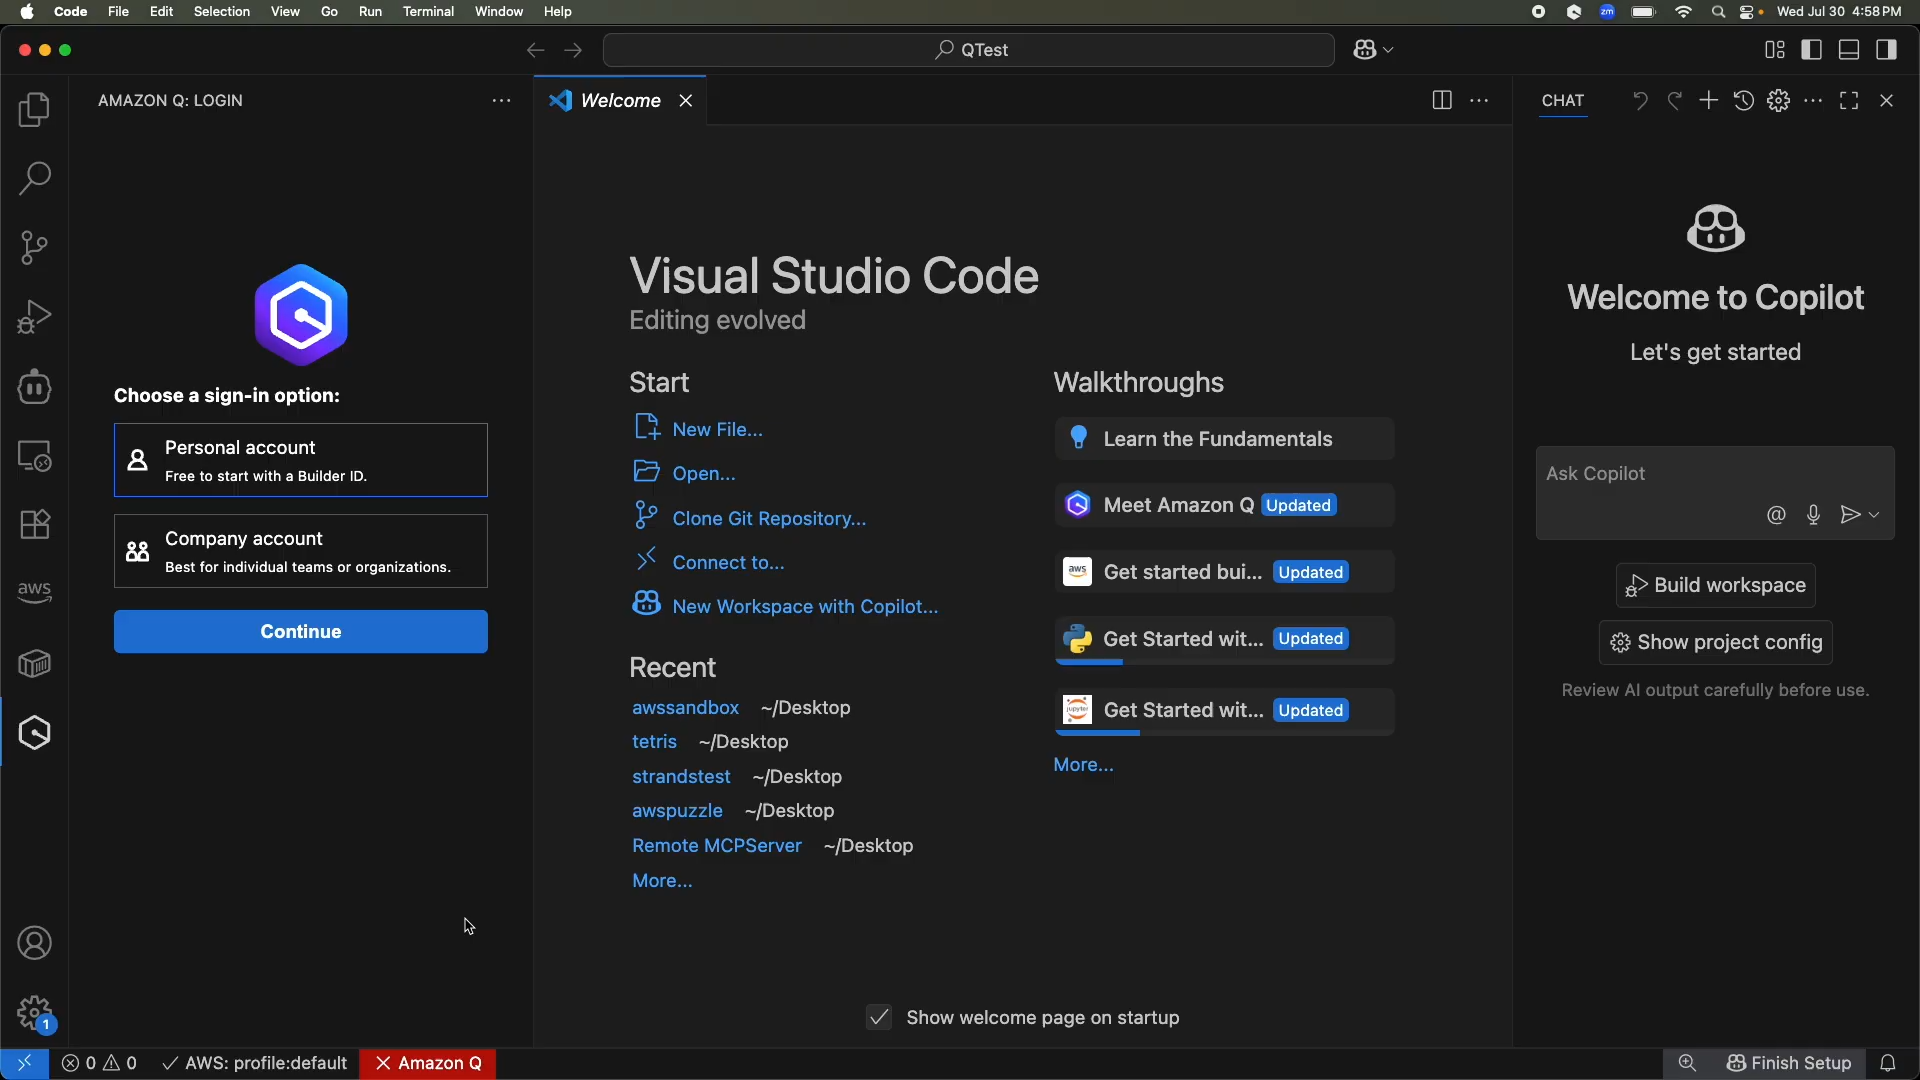 Code File Edit Selection View Go Run Terminal Window Help
zm
Wed Jul 30 4:58 PM
QTest
AMAZON Q: LOGIN
Welcome
CHAT
Choose a sign-in option:
Personal account
Free to start with a Builder ID.
Company account
Best for individual teams or organizations.
Continue
aws
Visual Studio Code
Editing evolved
Start
New File...
Open...
Clone Git Repository...
Connect to...
New Workspace with Copilot...
Recent
awssandbox ~/Desktop
tetris ~/Desktop
strandstest ~/Desktop
awspuzzle ~/Desktop
Remote MCPServer ~/Desktop
More...
Walkthroughs
Learn the Fundamentals
Meet Amazon Q Updated
aws Get started bui... Updated
Get Started wit... Updated
jupyter Get Started wit... Updated
More...
Show welcome page on startup
Welcome to Copilot
Let's get started
Ask Copilot
@
Build workspace
Show project config
Review AI output carefully before use.
1
0 0 AWS: profile:default Amazon Q
Finish Setup